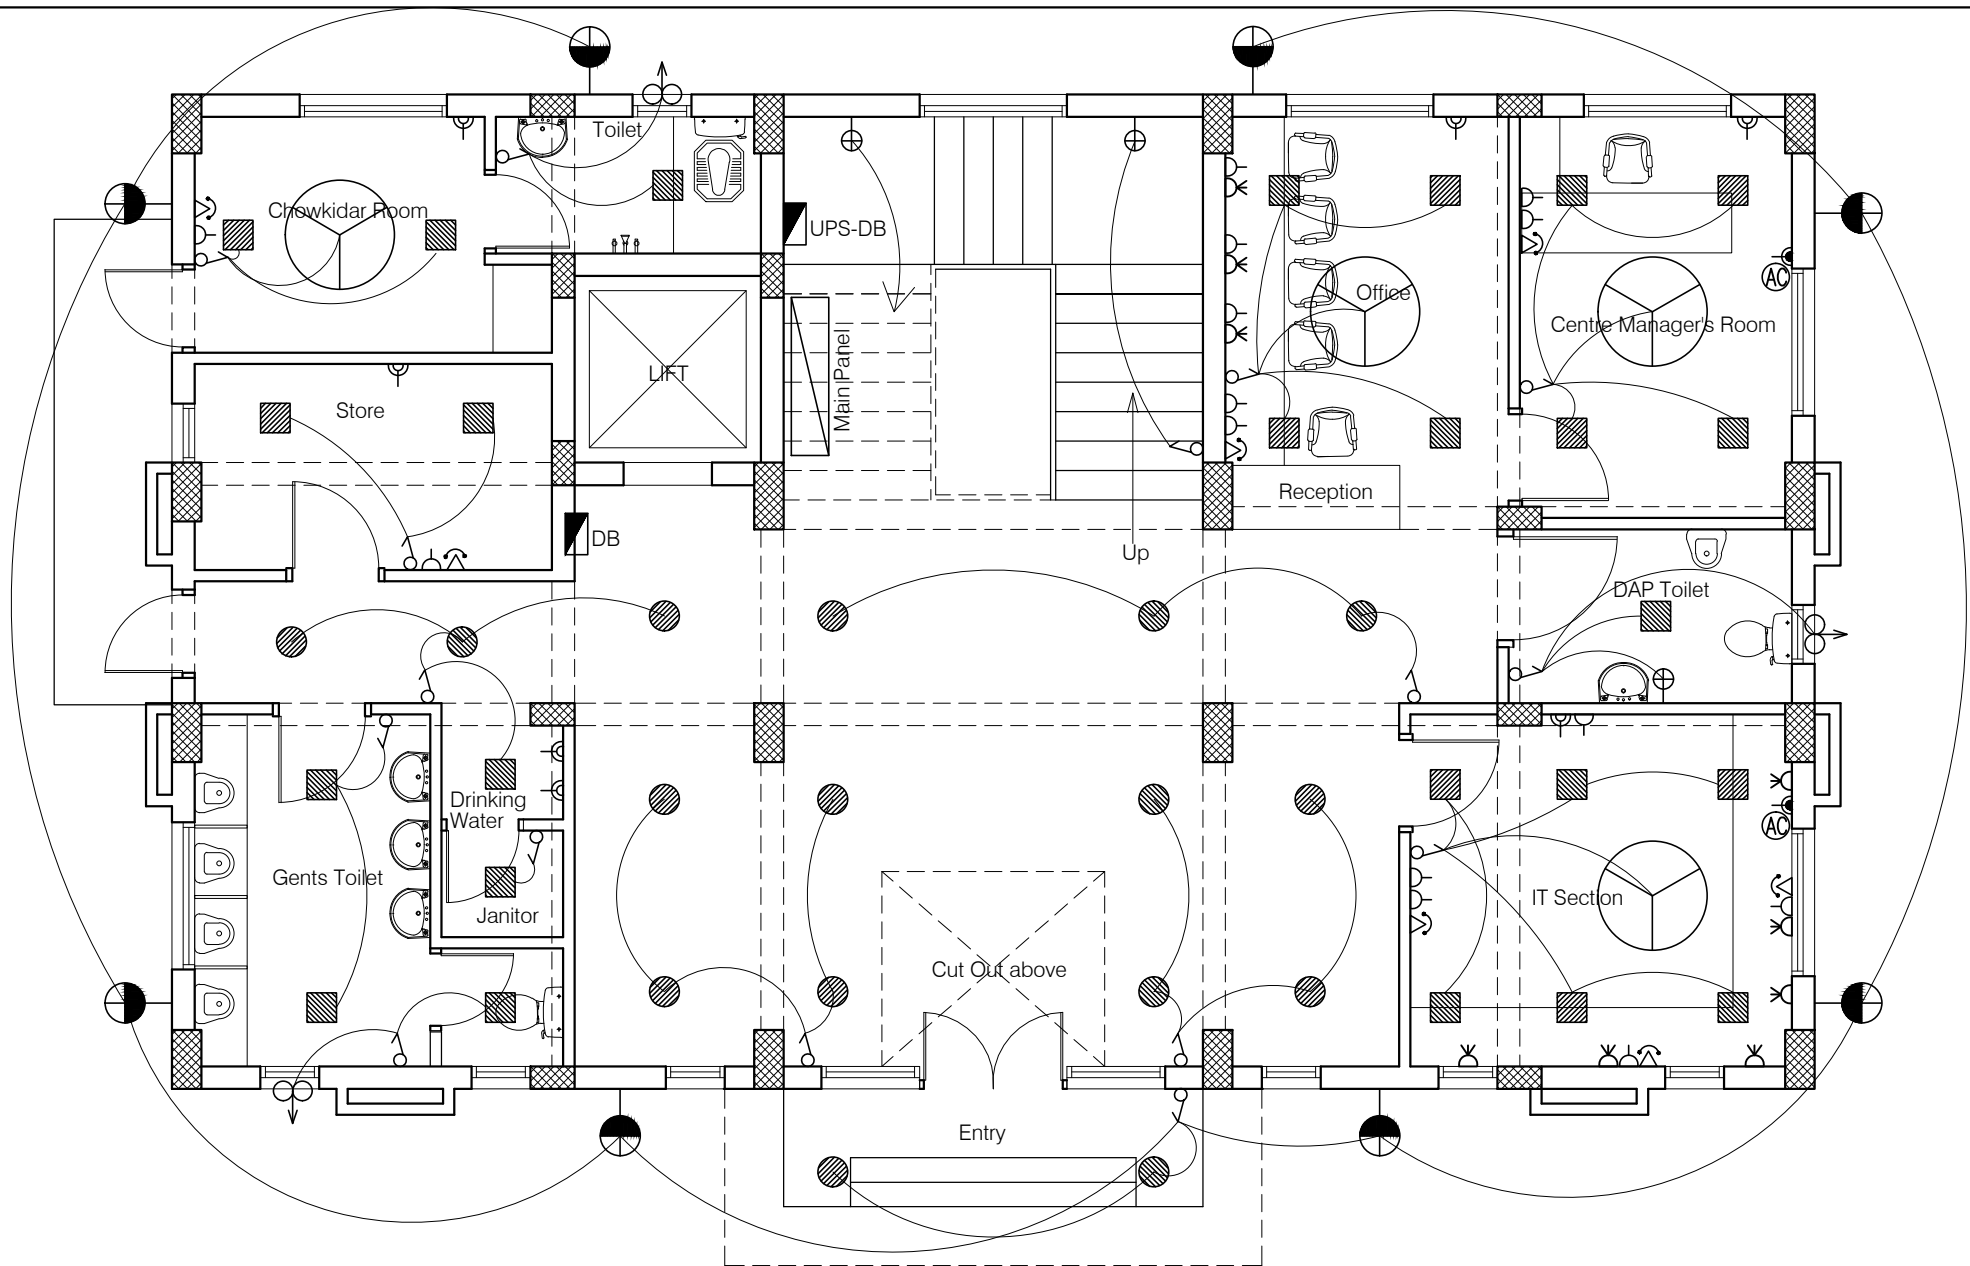 Toilet
Chowkidar Room
UPS-DB
Office
AC
Centre Manager's Room
LIFT
Main Panel
Store
Reception
DB
Up
DAP Toilet
Drinking
Water
AC
Gents Toilet
IT Section
Janitor
Cut Out above
Entry